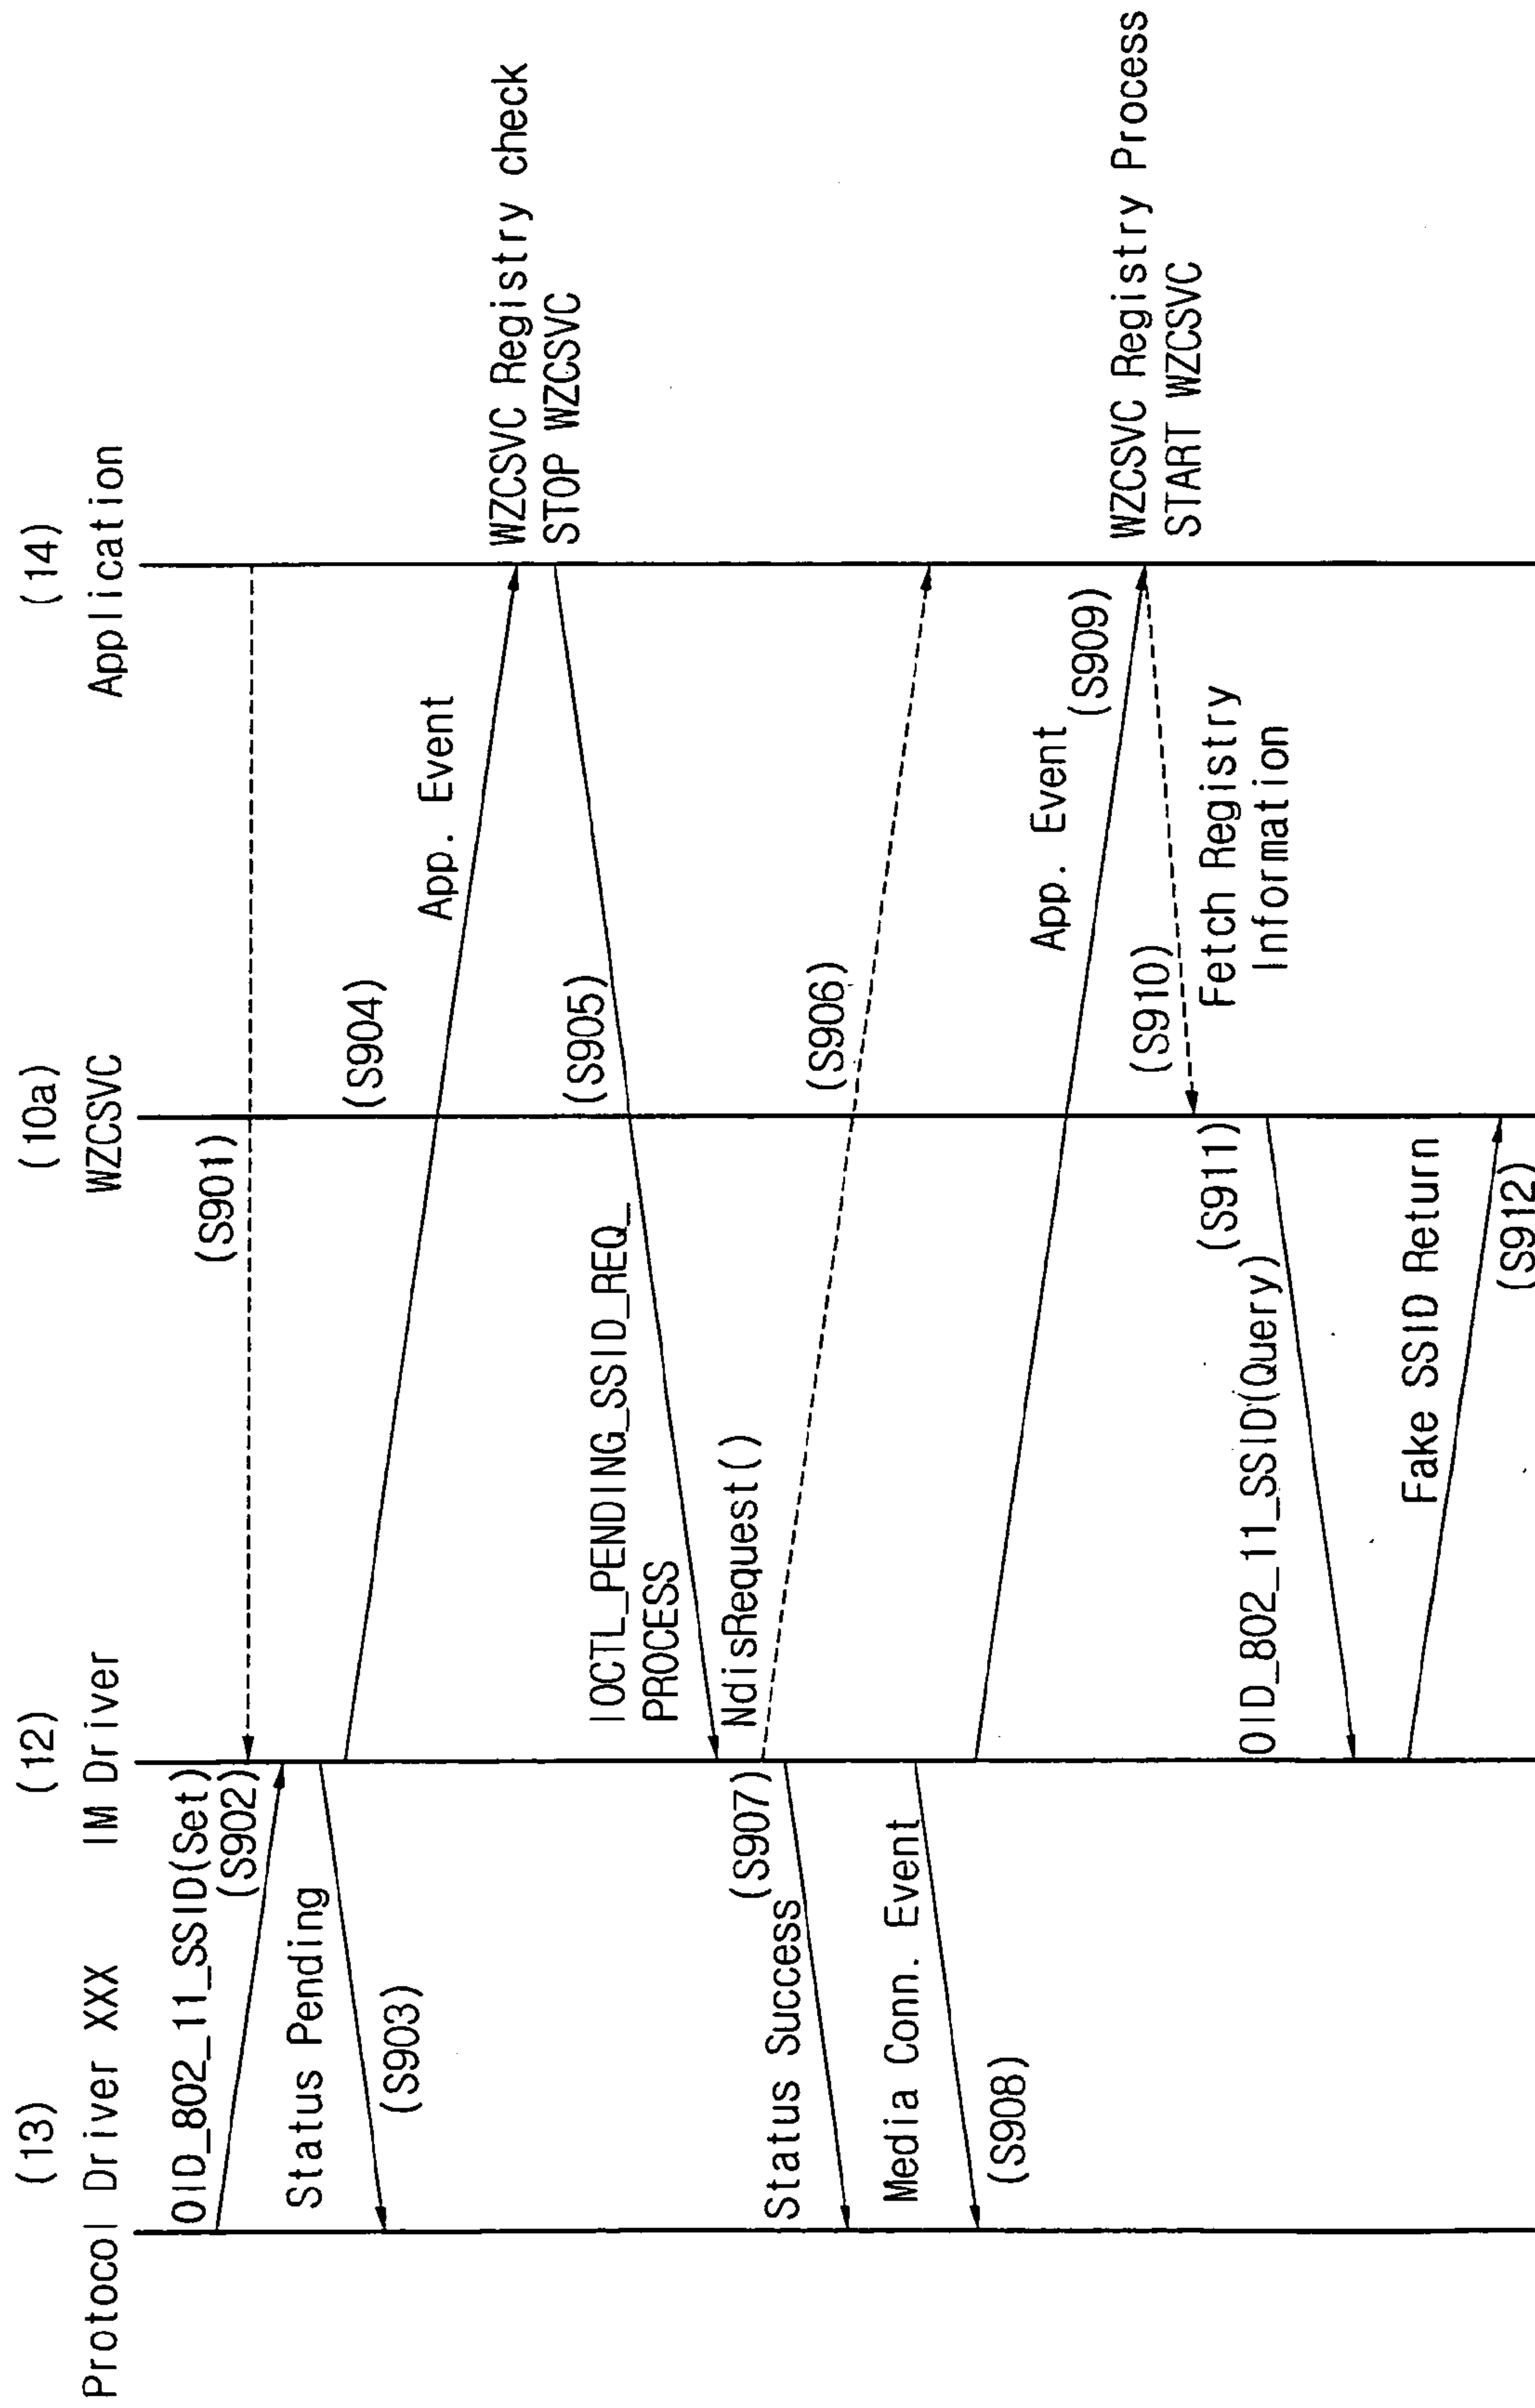 (13)
Protocol Driver XXX
(12)
IM Driver
(10a)
WZCSVC
(14)
Application
(S901)
OID_802_11_SSID(Set)
(S902)
Status Pending
(S903)
(S904)
App. Event
WZCSVC Registry check
STOP WZCSVC
(S905)
IOCTL_PENDING_SSID_REQ_
PROCESS
NdisRequest()
(S906)
(S907)
Status Success
Media Conn. Event
(S908)
App. Event
(S909)
WZCSVC Registry Process
START WZCSVC
(S910)
Fetch Registry
Information
(S911)
OID_802_11_SSID(Query)
Fake SSID Return
(S912)